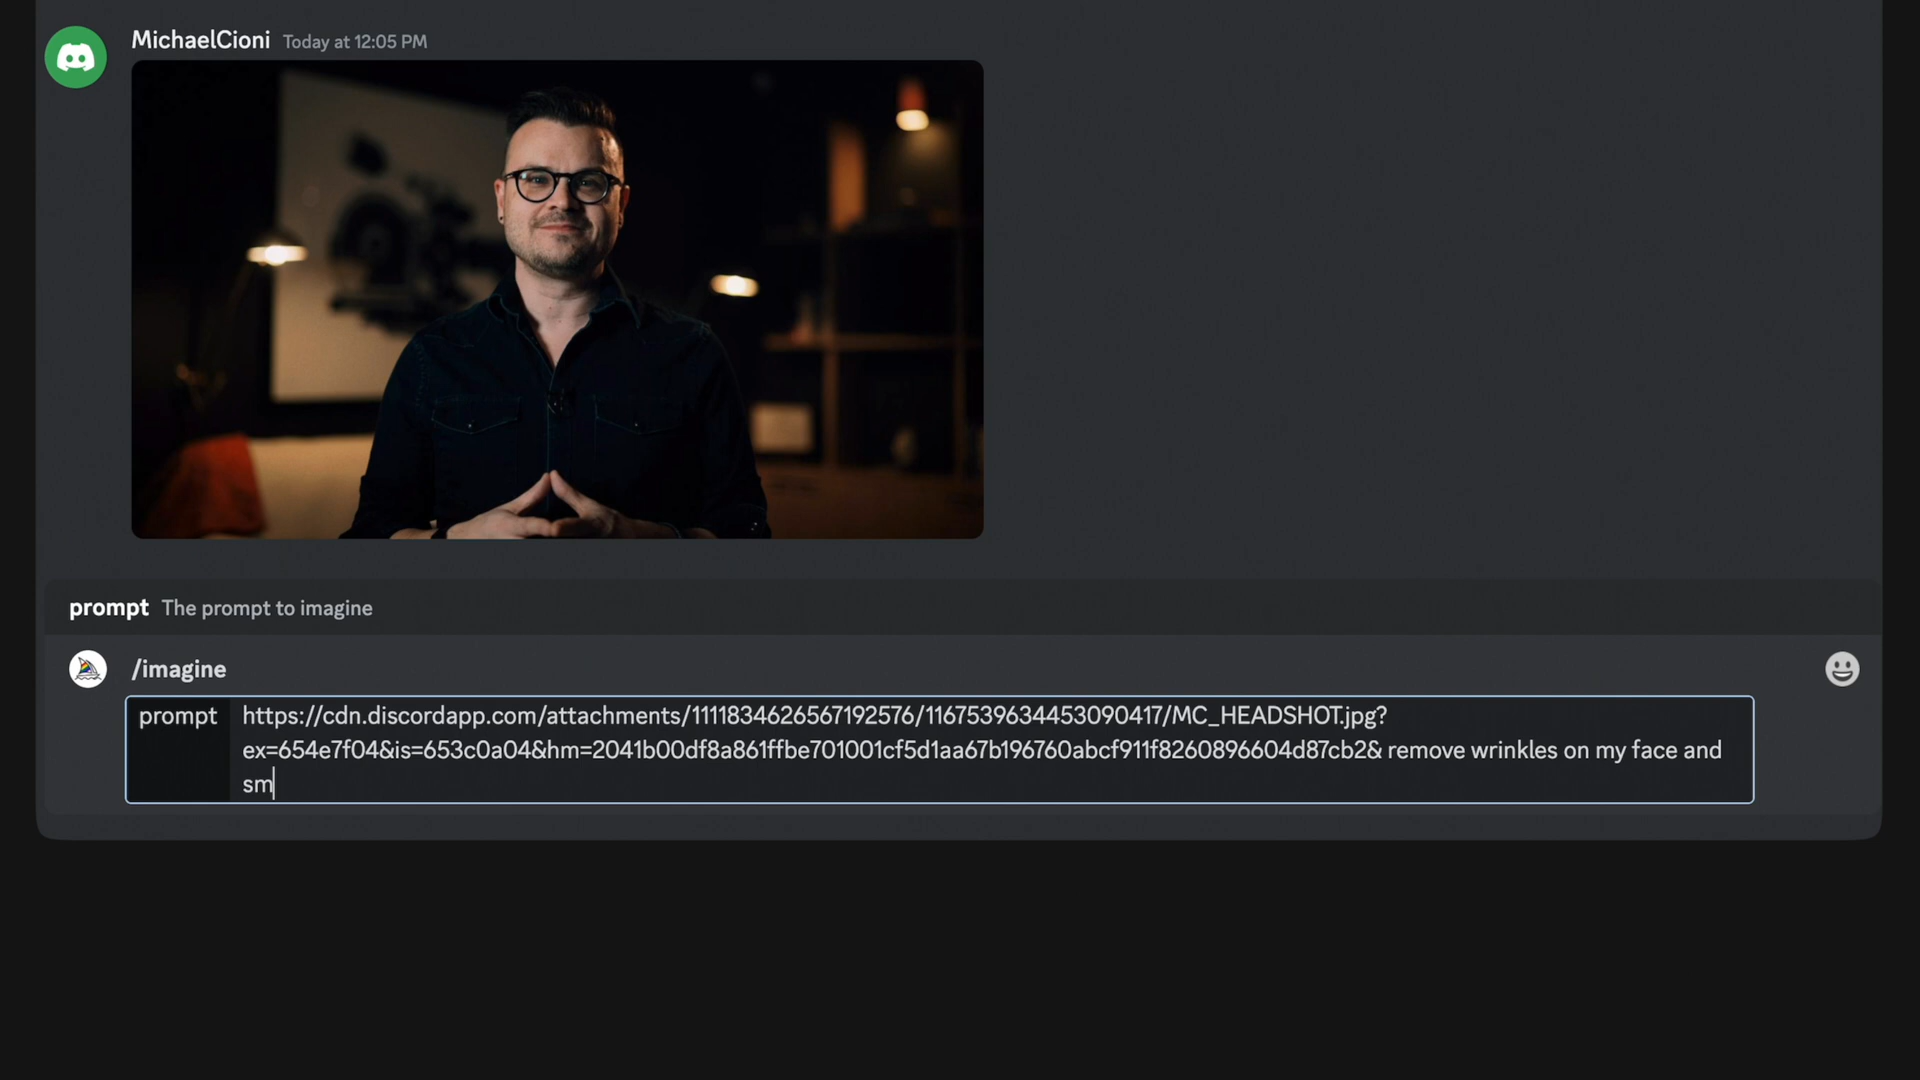 MichaelCioni Today at 12:05 PM
prompt The prompt to imagine
/imagine
prompt https://cdn.discordapp.com/attachments/1111834626567192576/1167539634453090417/MC_HEADSHOT.jpg?
ex=654e7f04&is=653c0a04&hm=2041b00df8a861ffbe701001cf5d1aa67b196760abcf911f8260896604d87cb2& remove wrinkles on my face and
sm